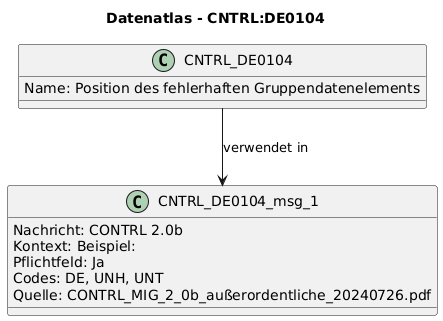 Datenatlas - CNTRL:DE0104
C CNTRL_DE0104
Name: Position des fehlerhaften Gruppendatenelements
verwendet in
C CNTRL_DE0104_msg_1
Nachricht: CONTRL 2.0b
Kontext: Beispiel:
Pflichtfeld: Ja
Codes: DE, UNH, UNT
Quelle: CONTRL_MIG_2_0b_außerordentliche_20240726.pdf